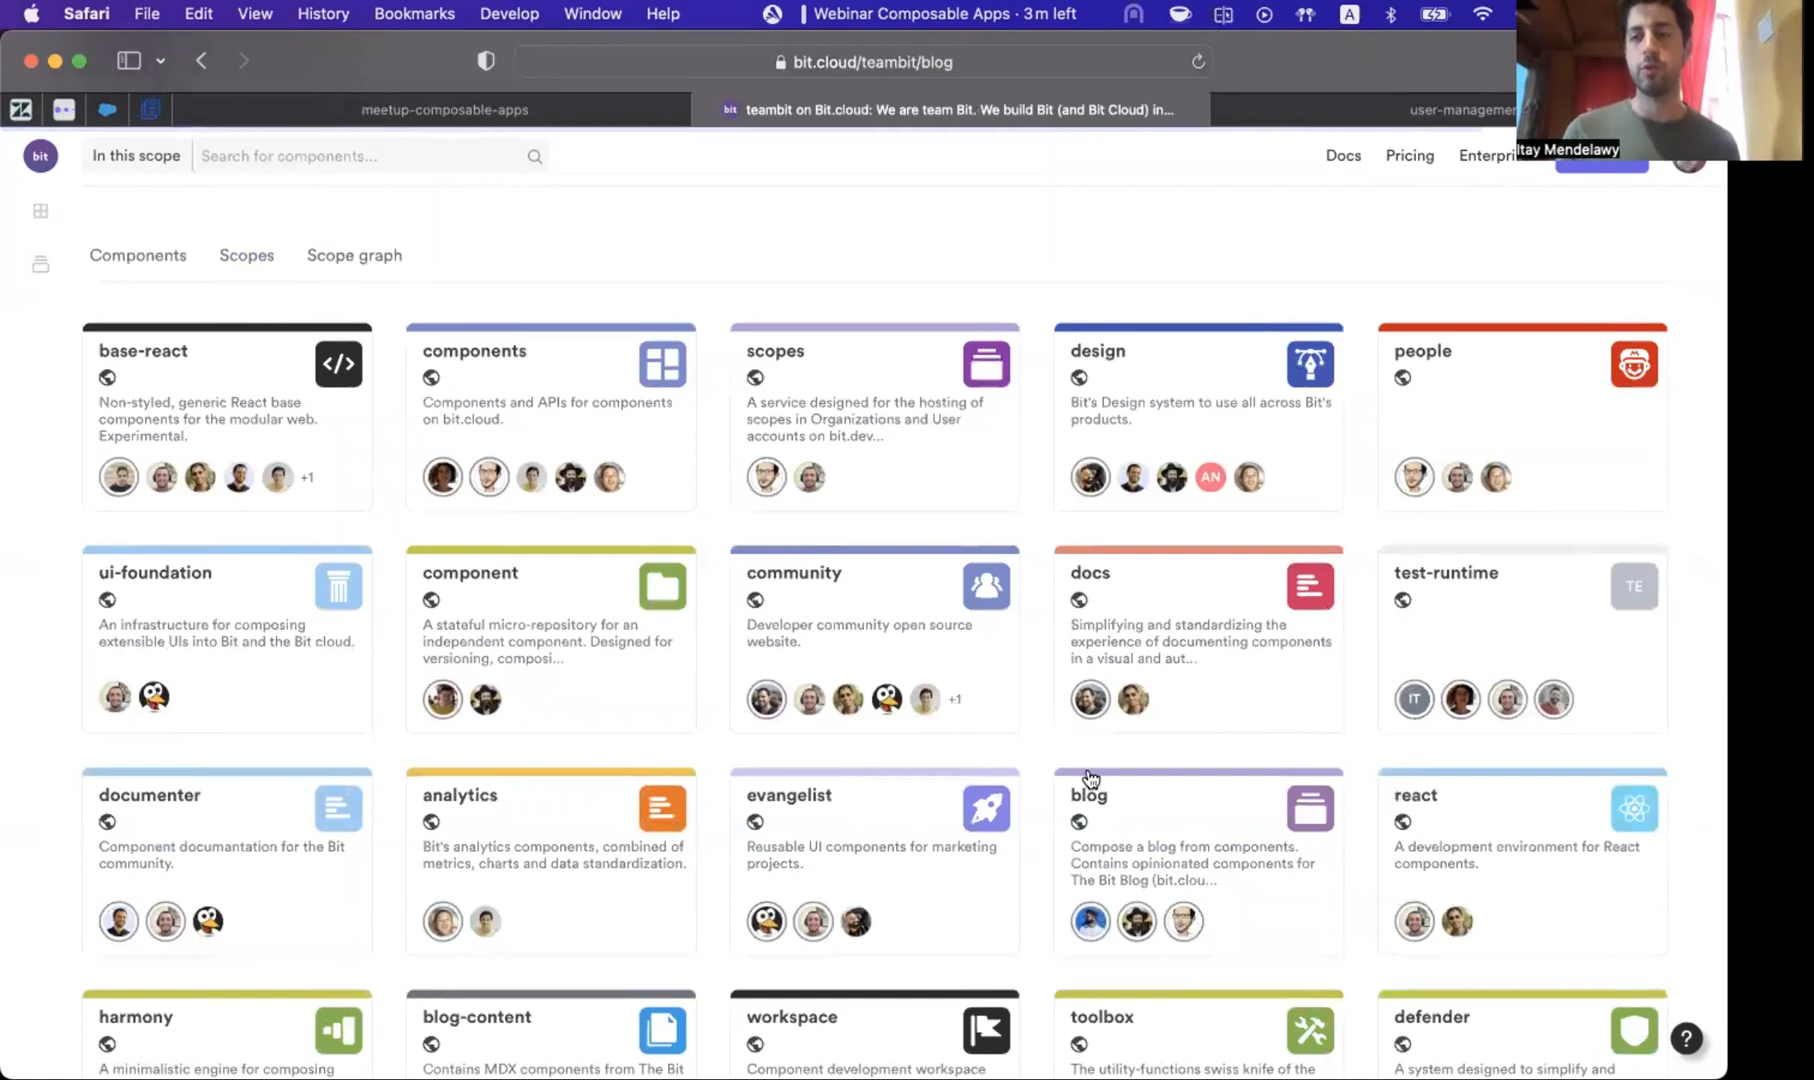 Safari File Edit View History Bookmarks Develop Window Help Webinar Composable Apps · 3 m left A
bit.cloud/teambit/blog
meetup-composable-apps bit teambit on Bit.cloud: We are team Bit. We build Bit (and Bit Cloud) in... user-management
Itay Mendelawy
bit In this scope Search for components... Docs Pricing Enterpri
Components Scopes Scope graph
base-react
</>
Non-styled, generic React base
components for the modular web.
Experimental.
+1
components
Components and APIs for components
on bit.cloud.
scopes
A service designed for the hosting of
scopes in Organizations and User
accounts on bit.dev...
design
Bit's Design system to use all across Bit's
products.
AN
people
M
ui-foundation
An infrastructure for composing
extensible UIs into Bit and the Bit cloud.
component
A stateful micro-repository for an
independent component. Designed for
versioning, composi...
community
Developer community open source
website.
+1
docs
Simplifying and standardizing the
experience of documenting components
in a visual and aut...
test-runtime
TE
IT
documenter
Component documantation for the Bit
community.
analytics
Bit's analytics components, combined of
metrics, charts and data standardization.
evangelist
Reusable UI components for marketing
projects.
blog
Compose a blog from components.
Contains opinionated components for
The Bit Blog (bit.clou...
react
A development environment for React
components.
harmony
A minimalistic engine for composing
blog-content
Contains MDX components from The Bit
workspace
Component development workspace
toolbox
The utility-functions swiss knife of the
defender
A system designed to simplify and
?